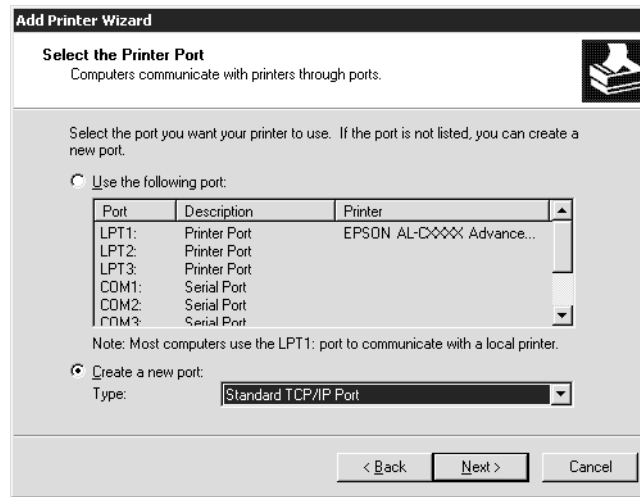 Add Printer Wizard
Select the Printer Port
Computers communicate with printers through ports.
Select the port you want your printer to use. If the port is not listed, you can create a
new port.
Use the following port:
Port Description Printer
LPT1: Printer Port EPSON AL-CXXXX Advance...
LPT2: Printer Port
LPT3: Printer Port
COM1: Serial Port
COM2: Serial Port
COM3: Serial Port
Note: Most computers use the LPT1: port to communicate with a local printer.
Create a new port:
Type: Standard TCP/IP Port
< Back Next > Cancel